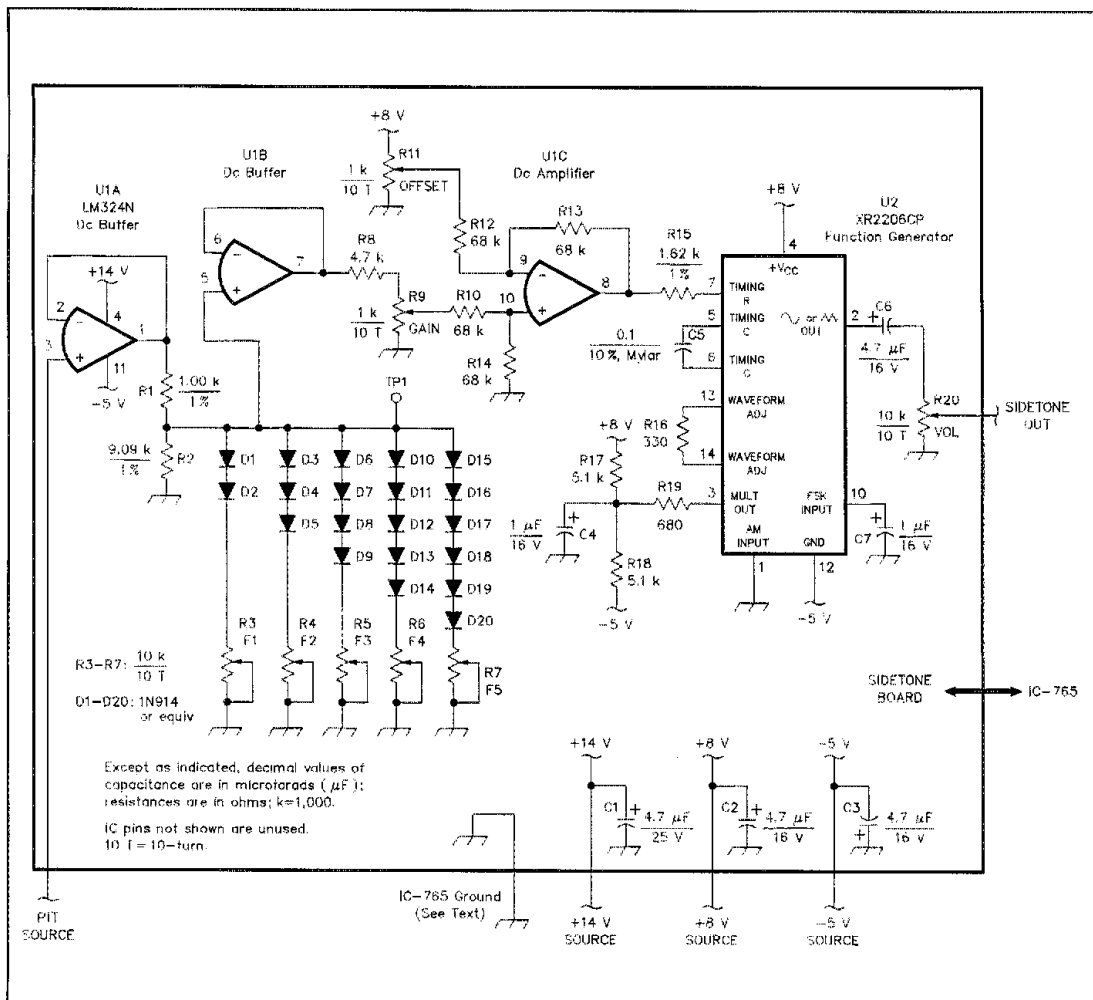 +8 V
R11
1 k
10 T
OFFSET
U1B
Dc Buffer
U1C
Dc Amplifier
U1A
LM324N
Dc Buffer
+14 V
2
3
4
1
11
-5 V
6
5
7
R8
4.7 k
R9
1 k
10 T
GAIN
R12
68 k
R10
68 k
R14
68 k
R13
68 k
9
10
8
R15
1.62 k
1%
+8 V
4
U2
XR2206CP
Function Generator
+VCC
7
TIMING
R
5
TIMING
C
6
TIMING
C
0.1
10%, Mylar
C5
or
OUT
2
C6
+
4.7 µF
16 V
R20
10 k
10 T
VOL
SIDETONE
OUT
13
WAVEFORM
ADJ
R16
330
14
WAVEFORM
ADJ
+8 V
R17
5.1 k
R19
680
3
MULT
OUT
FSK
INPUT
10
AM
INPUT
GND
1
12
-5 V
+
C7
1 µF
16 V
1 µF
16 V
+
C4
R18
5.1 k
-5 V
R1
1.00 k
1%
9.09 k
1%
R2
TP1
D1
D3
D6
D10
D15
D2
D4
D7
D11
D16
D5
D8
D12
D17
D9
D13
D18
D14
D19
D20
R3
F1
R4
F2
R5
F3
R6
F4
R7
F5
R3-R7: 10 k
10 T
D1-D20: 1N914
or equiv
SIDETONE
BOARD
IC-765
Except as indicated, decimal values of
capacitance are in microfarads (µF);
resistances are in ohms; k=1,000.
IC pins not shown are unused.
10 T = 10-turn.
+14 V
+8 V
-5 V
C1
+
4.7 µF
25 V
C2
+
4.7 µF
16 V
C3
+
4.7 µF
16 V
PIT
SOURCE
IC-765 Ground
(See Text)
+14 V
SOURCE
+8 V
SOURCE
-5 V
SOURCE